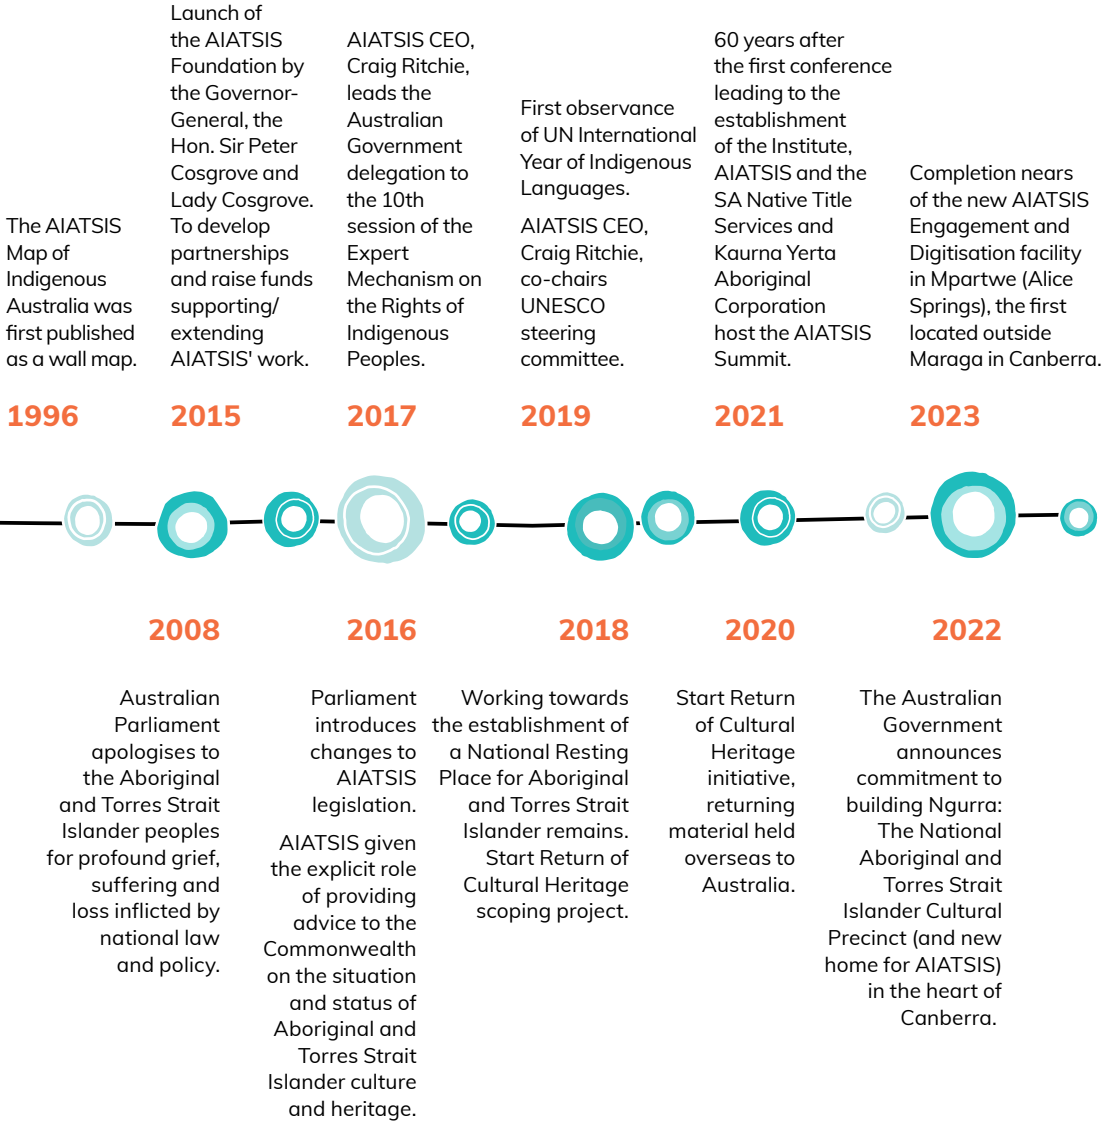 The AIATSIS
Map of
Indigenous
Australia was
first published
as a wall map.
1996
Launch of
the AIATSIS
Foundation by
the Governor-
General, the
Hon. Sir Peter
Cosgrove and
Lady Cosgrove.
To develop
partnerships
and raise funds
supporting/
extending
AIATSIS' work.
2015
AIATSIS CEO,
Craig Ritchie,
leads the
Australian
Government
delegation to
the 10th
session of the
Expert
Mechanism on
the Rights of
Indigenous
Peoples.
2017
First observance
of UN International
Year of Indigenous
Languages.
AIATSIS CEO,
Craig Ritchie,
co-chairs
UNESCO
steering
committee.
2019
60 years after
the first conference
leading to the
establishment
of the Institute,
AIATSIS and the
SA Native Title
Services and
Kaurna Yerta
Aboriginal
Corporation
host the AIATSIS
Summit.
2021
Completion nears
of the new AIATSIS
Engagement and
Digitisation facility
in Mpartwe (Alice
Springs), the first
located outside
Maraga in Canberra.
2023
2008
Australian
Parliament
apologises to
the Aboriginal
and Torres Strait
Islander peoples
for profound grief,
suffering and
loss inflicted by
national law
and policy.
2016
Parliament
introduces
changes to
AIATSIS
legislation.
AIATSIS given
the explicit role
of providing
advice to the
Commonwealth
on the situation
and status of
Aboriginal and
Torres Strait
Islander culture
and heritage.
2018
Working towards
the establishment of
a National Resting
Place for Aboriginal
and Torres Strait
Islander remains.
Start Return of
Cultural Heritage
scoping project.
2020
Start Return
of Cultural
Heritage
initiative,
returning
material held
overseas to
Australia.
2022
The Australian
Government
announces
commitment to
building Ngurra:
The National
Aboriginal and
Torres Strait
Islander Cultural
Precinct (and new
home for AIATSIS)
in the heart of
Canberra.